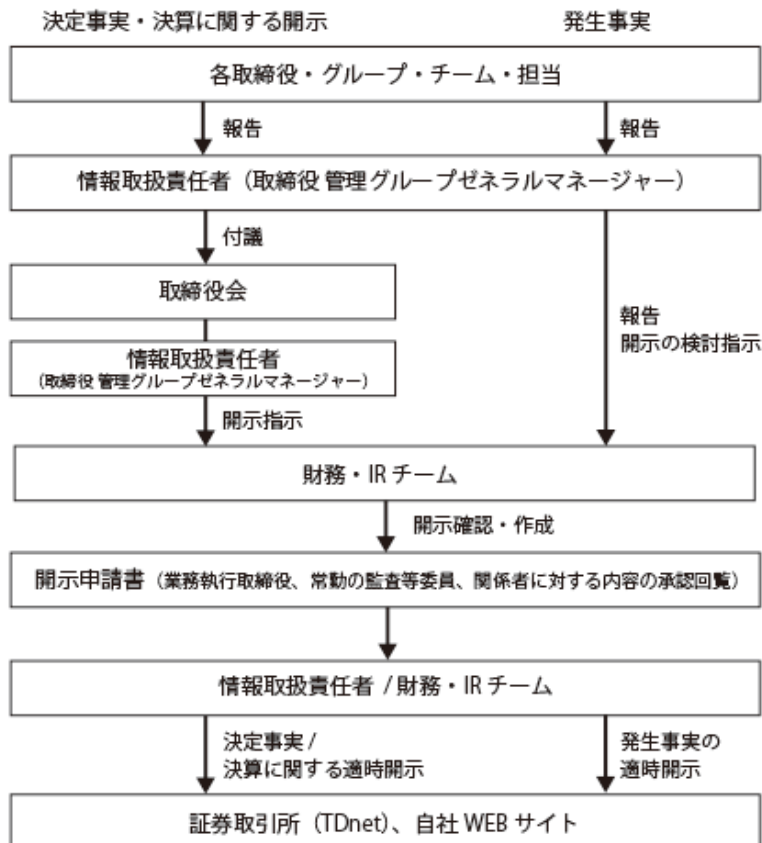 決定事実・決算に関する開示
発生事実
各取締役・グループ・チーム・担当
報告
報告
情報取扱責任者（取締役 管理グループゼネラルマネージャー）
付議
取締役会
報告
開示の検討指示
情報取扱責任者
（取締役 管理グループゼネラルマネージャー）
開示指示
財務・IR チーム
開示確認・作成
開示申請書（業務執行取締役、常勤の監査等委員、関係者に対する内容の承認回覧）
情報取扱責任者 / 財務・IR チーム
決定事実 /
決算に関する適時開示
発生事実の
適時開示
証券取引所（TDnet）、自社 WEB サイト